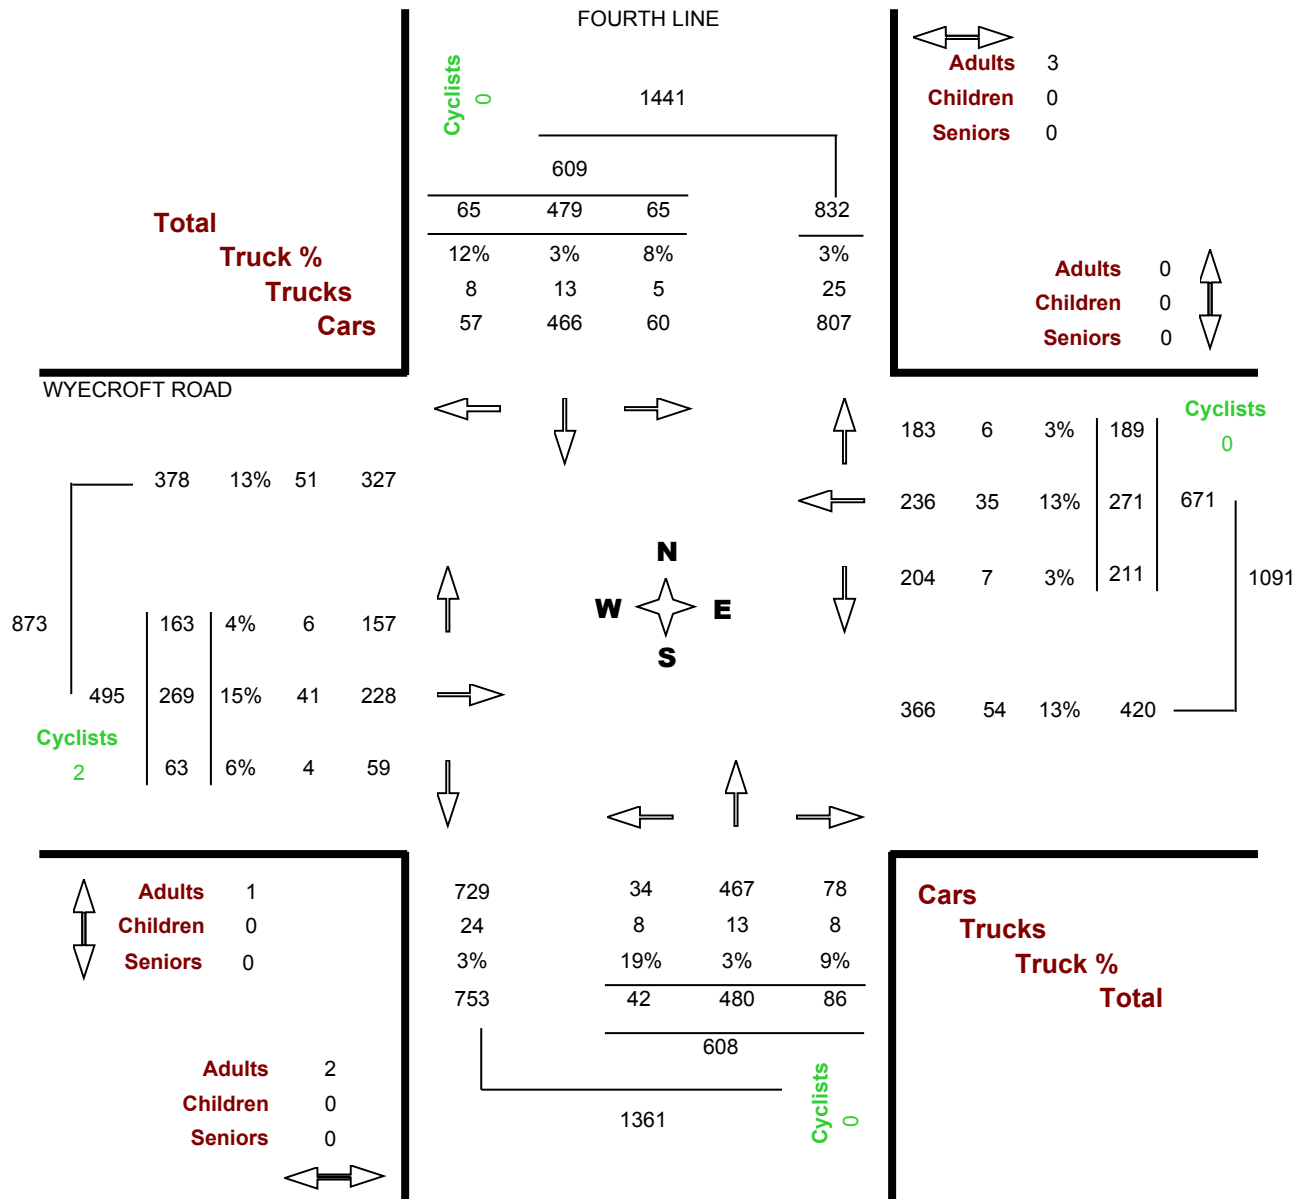 FOURTH LINE
Cyclists
0
1441
Adults 3
Children 0
Seniors 0
609
Total 65 479 65 832
Truck % 12% 3% 8% 3%
Trucks 8 13 5 25
Cars 57 466 60 807
Adults 0
Children 0
Seniors 0
WYECROFT ROAD
Cyclists
0
183 6 3% 189
378 13% 51 327
236 35 13% 271 671
N
W E
S
204 7 3% 211 1091
873 163 4% 6 157
495 269 15% 41 228
366 54 13% 420
Cyclists
2
63 6% 4 59
Adults 1
Children 0
Seniors 0
729 34 467 78
24 8 13 8
3% 19% 3% 9%
753 42 480 86
Cars
Trucks
Truck %
Total
608
Adults 2
Children 0
Seniors 0
1361
Cyclists
0